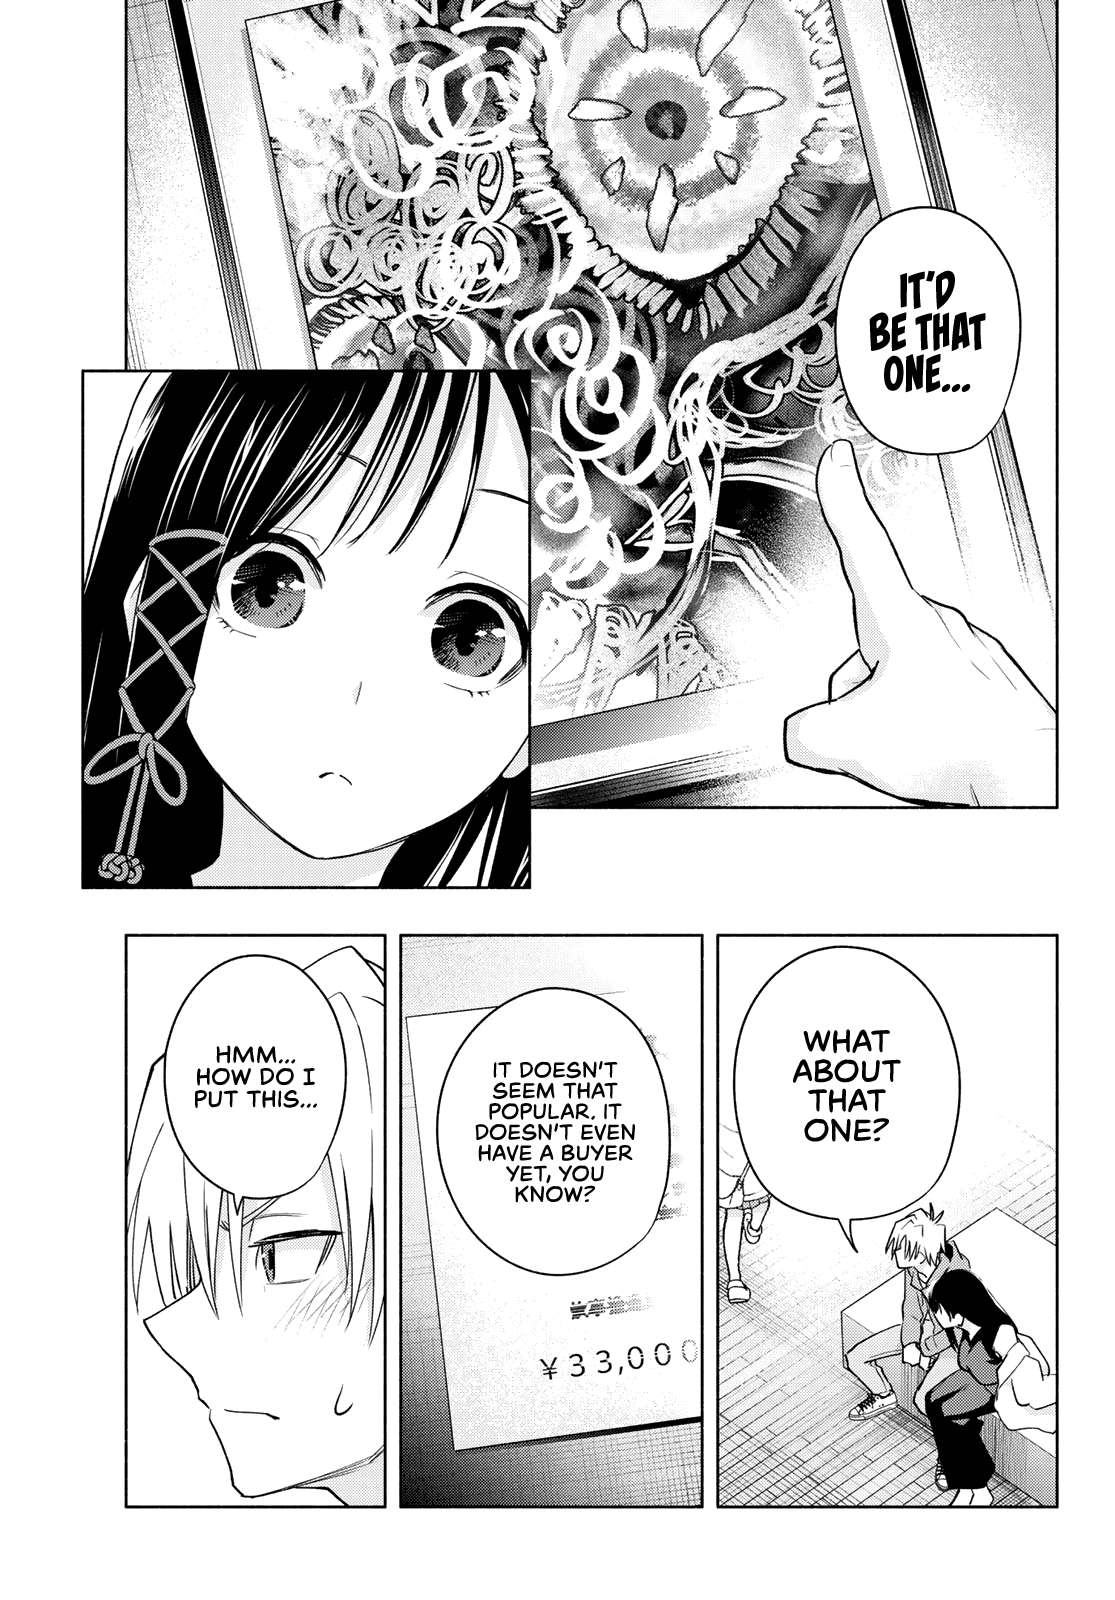 IT'D
BE THAT
ONE...
WHAT
ABOUT
THAT
ONE?
IT DOESN'T
SEEM THAT
POPULAR. IT
DOESN'T EVEN
HAVE A BUYER
YET, YOU
KNOW?
¥33,000
HMM...
HOW DO I
PUT THIS...